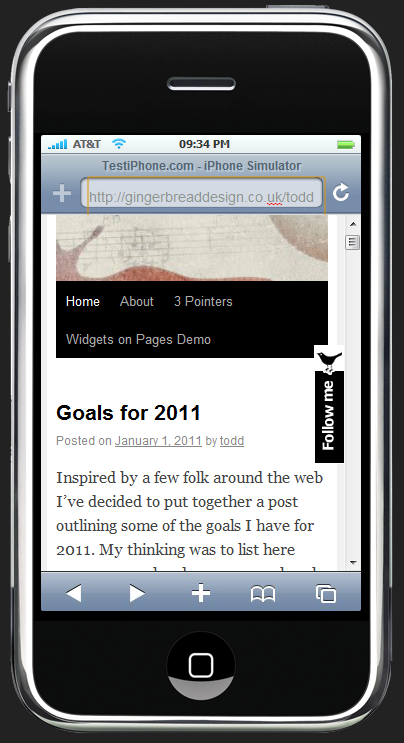 AT&T 09:34 PM
TestiPhone.com - iPhone Simulator
http://gingerbreaddesign.co.uk/todd
Home About 3 Pointers
Widgets on Pages Demo
Follow me
Goals for 2011
Posted on January 1, 2011 by todd
Inspired by a few folk around the web
I've decided to put together a post
outlining some of the goals I have for
2011. My thinking was to list here